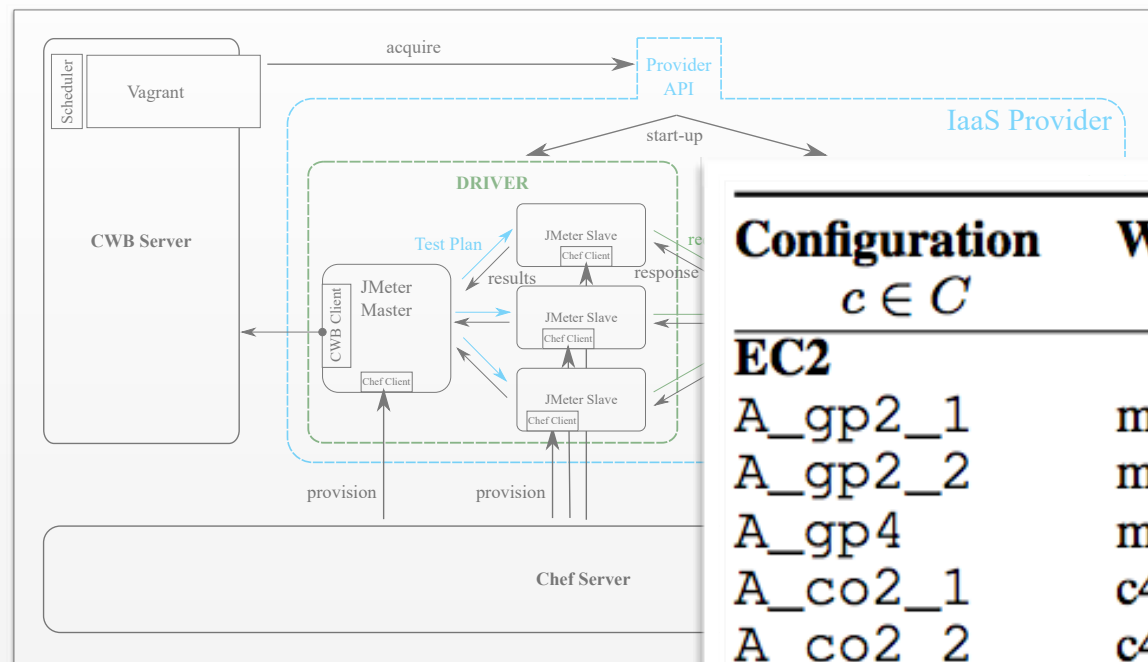 acquire
Scheduler
Vagrant
Provider
API
IaaS Provider
start-up
DRIVER
CWB Server
Test Plan
JMeter Slave
Chef Client
results
response
JMeter
Master
CWB Client
Chef Client
JMeter Slave
Chef Client
JMeter Slave
Chef Client
provision
provision
Chef Server
Configuration
c ∈ C
EC2
A_gp2_1
A_gp2_2
A_gp4
A_co2_1
A_co2_2